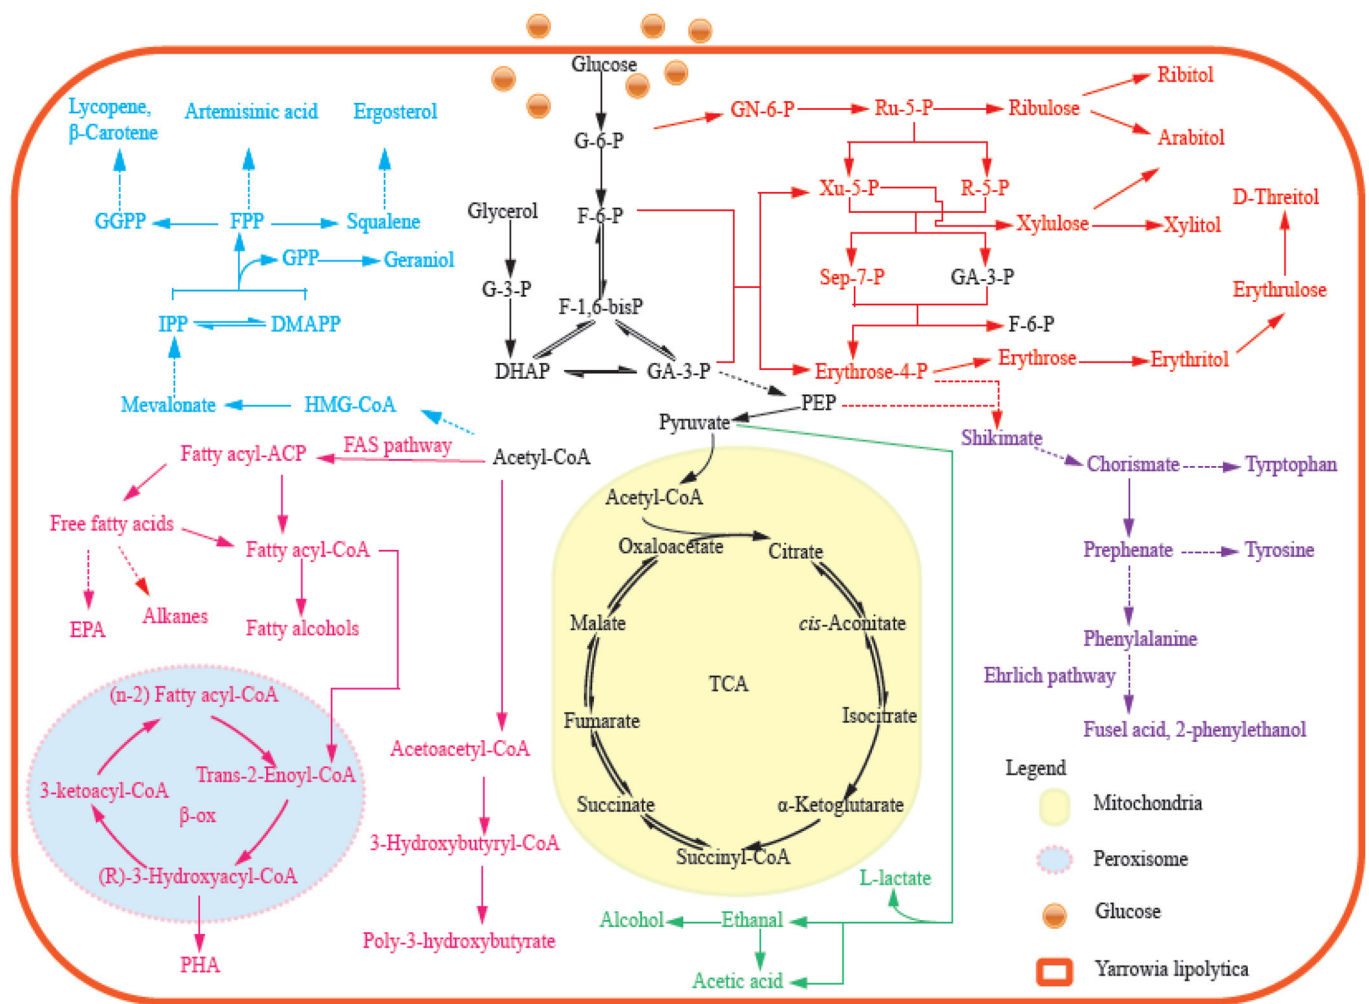 Glucose
Ribitol
Lycopene,
β-Carotene
Artemisinic acid
Ergosterol
GN-6-P
Ru-5-P
Ribulose
Arabitol
G-6-P
Xu-5-P
R-5-P
D-Threitol
GGPP
FPP
Squalene
Glycerol
F-6-P
Xylulose
Xylitol
GPP
Geraniol
Sep-7-P
GA-3-P
G-3-P
Erythrulose
F-1,6-bisP
IPP
DMAPP
F-6-P
DHAP
GA-3-P
Erythrose-4-P
Erythrose
Erythritol
Mevalonate
HMG-CoA
PEP
Pyruvate
Shikimate
Fatty acyl-ACP
FAS pathway
Acetyl-CoA
Chorismate
Tyrptophan
Acetyl-CoA
Free fatty acids
Fatty acyl-CoA
Oxaloacetate
Citrate
Prephenate
Tyrosine
EPA
Alkanes
Fatty alcohols
Malate
cis-Aconitate
Phenylalanine
Ehrlich pathway
TCA
(n-2) Fatty acyl-CoA
Fumarate
Isocitrate
Fusel acid, 2-phenylethanol
Acetoacetyl-CoA
Trans-2-Enoyl-CoA
3-ketoacyl-CoA
β-ox
Succinate
α-Ketoglutarate
Legend
Mitochondria
3-Hydroxybutyryl-CoA
Succinyl-CoA
(R)-3-Hydroxyacyl-CoA
L-lactate
Peroxisome
Alcohol
Ethanal
Glucose
Poly-3-hydroxybutyrate
PHA
Acetic acid
Yarrowia lipolytica